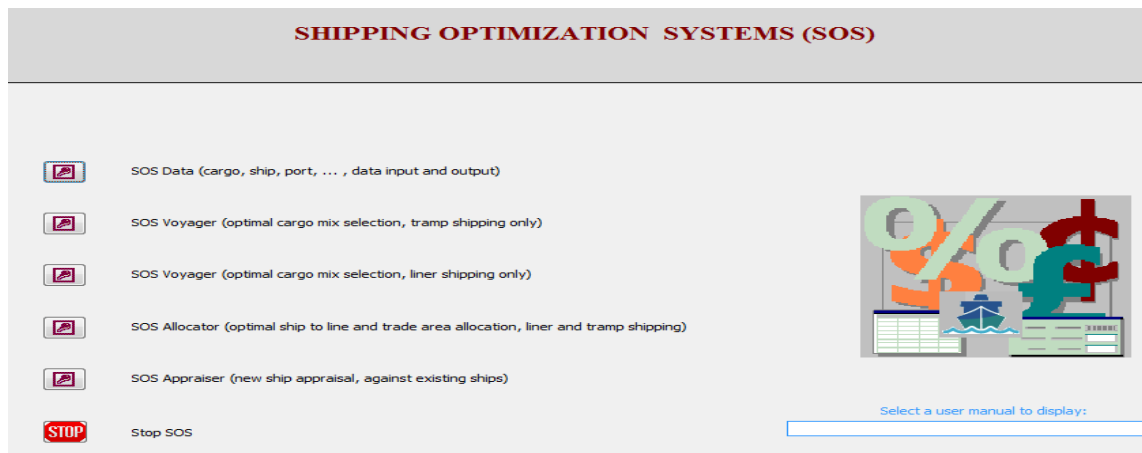 SHIPPING OPTIMIZATION SYSTEMS (SOS)
SOS Data (cargo, ship, port, ... , data input and output)
SOS Voyager (optimal cargo mix selection, tramp shipping only)
SOS Voyager (optimal cargo mix selection, liner shipping only)
SOS Allocator (optimal ship to line and trade area allocation, liner and tramp shipping)
SOS Appraiser (new ship appraisal, against existing ships)
STOP Stop SOS
Select a user manual to display: